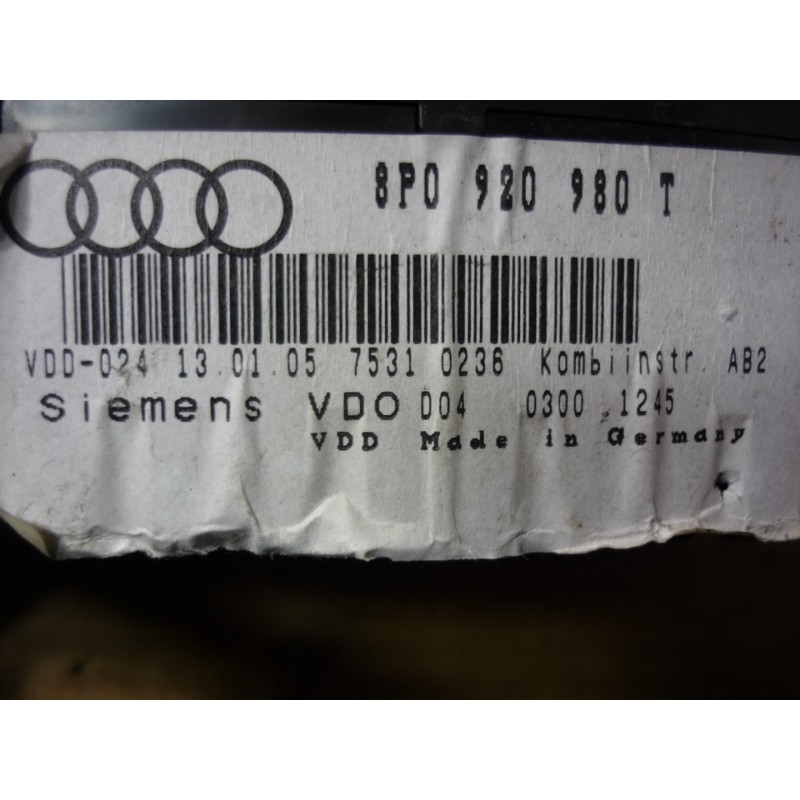 8P0 920 980 T
VDD-024 13.01.05 7531 0236 Kombiinstr. AB2
Siemens VDO D04 0300 1245
VDD Made in Germany